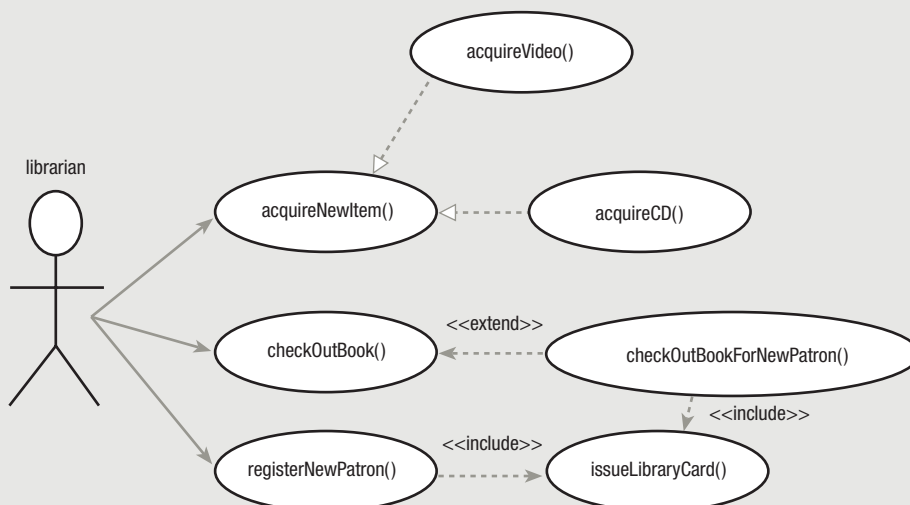 acquireVideo()
librarian
acquireNewItem()
acquireCD()
<<extend>>
checkOutBook()
checkOutBookForNewPatron()
<<include>>
<<include>>
registerNewPatron()
issueLibraryCard()